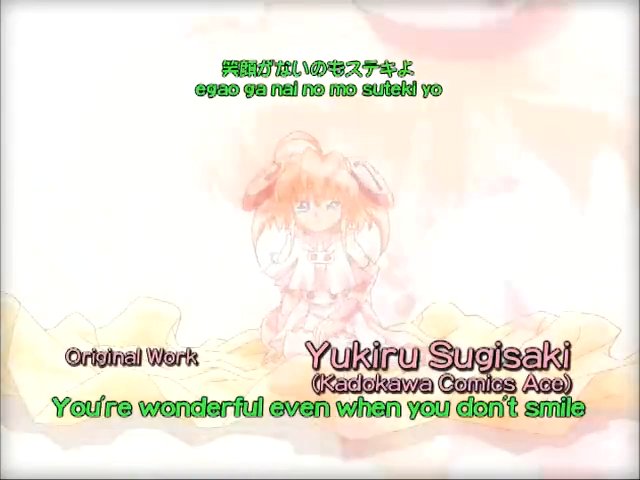 笑顔がないのもステキよ
egao ga nai no mo suteki yo
Original Work
Yukiru Sugisaki
(Kadokawa Comics Ace)
You're wonderful even when you don't smile